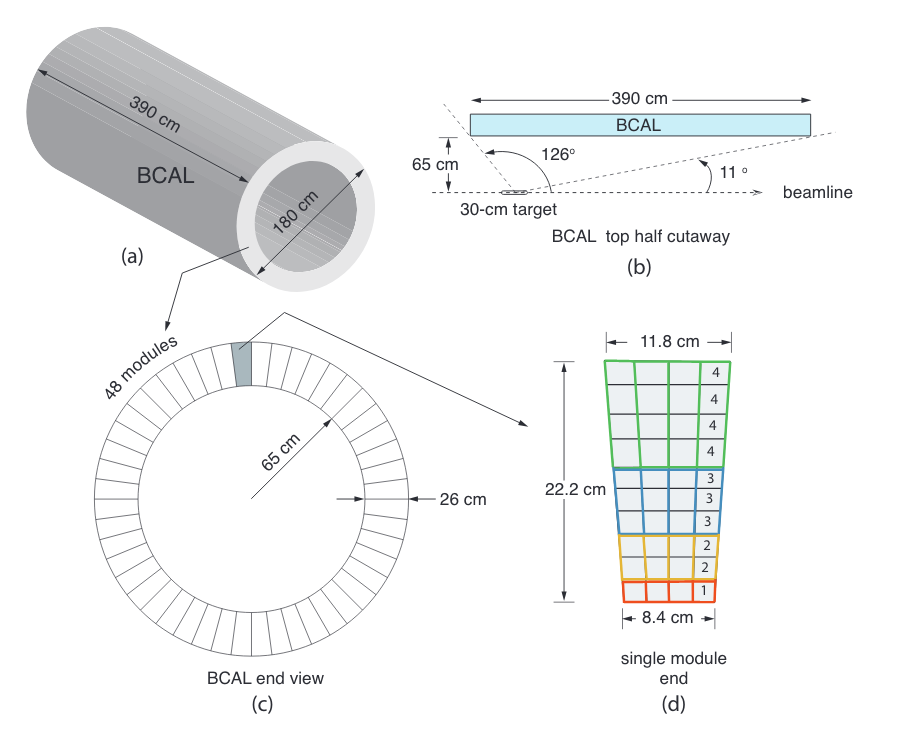 390 cm
BCAL
180 cm
(a)
390 cm
BCAL
65 cm
126°
11 °
beamline
30-cm target
BCAL top half cutaway
(b)
48 modules
65 cm
26 cm
BCAL end view
(c)
11.8 cm
4
4
4
4
22.2 cm
3
3
3
2
2
1
8.4 cm
single module
end
(d)